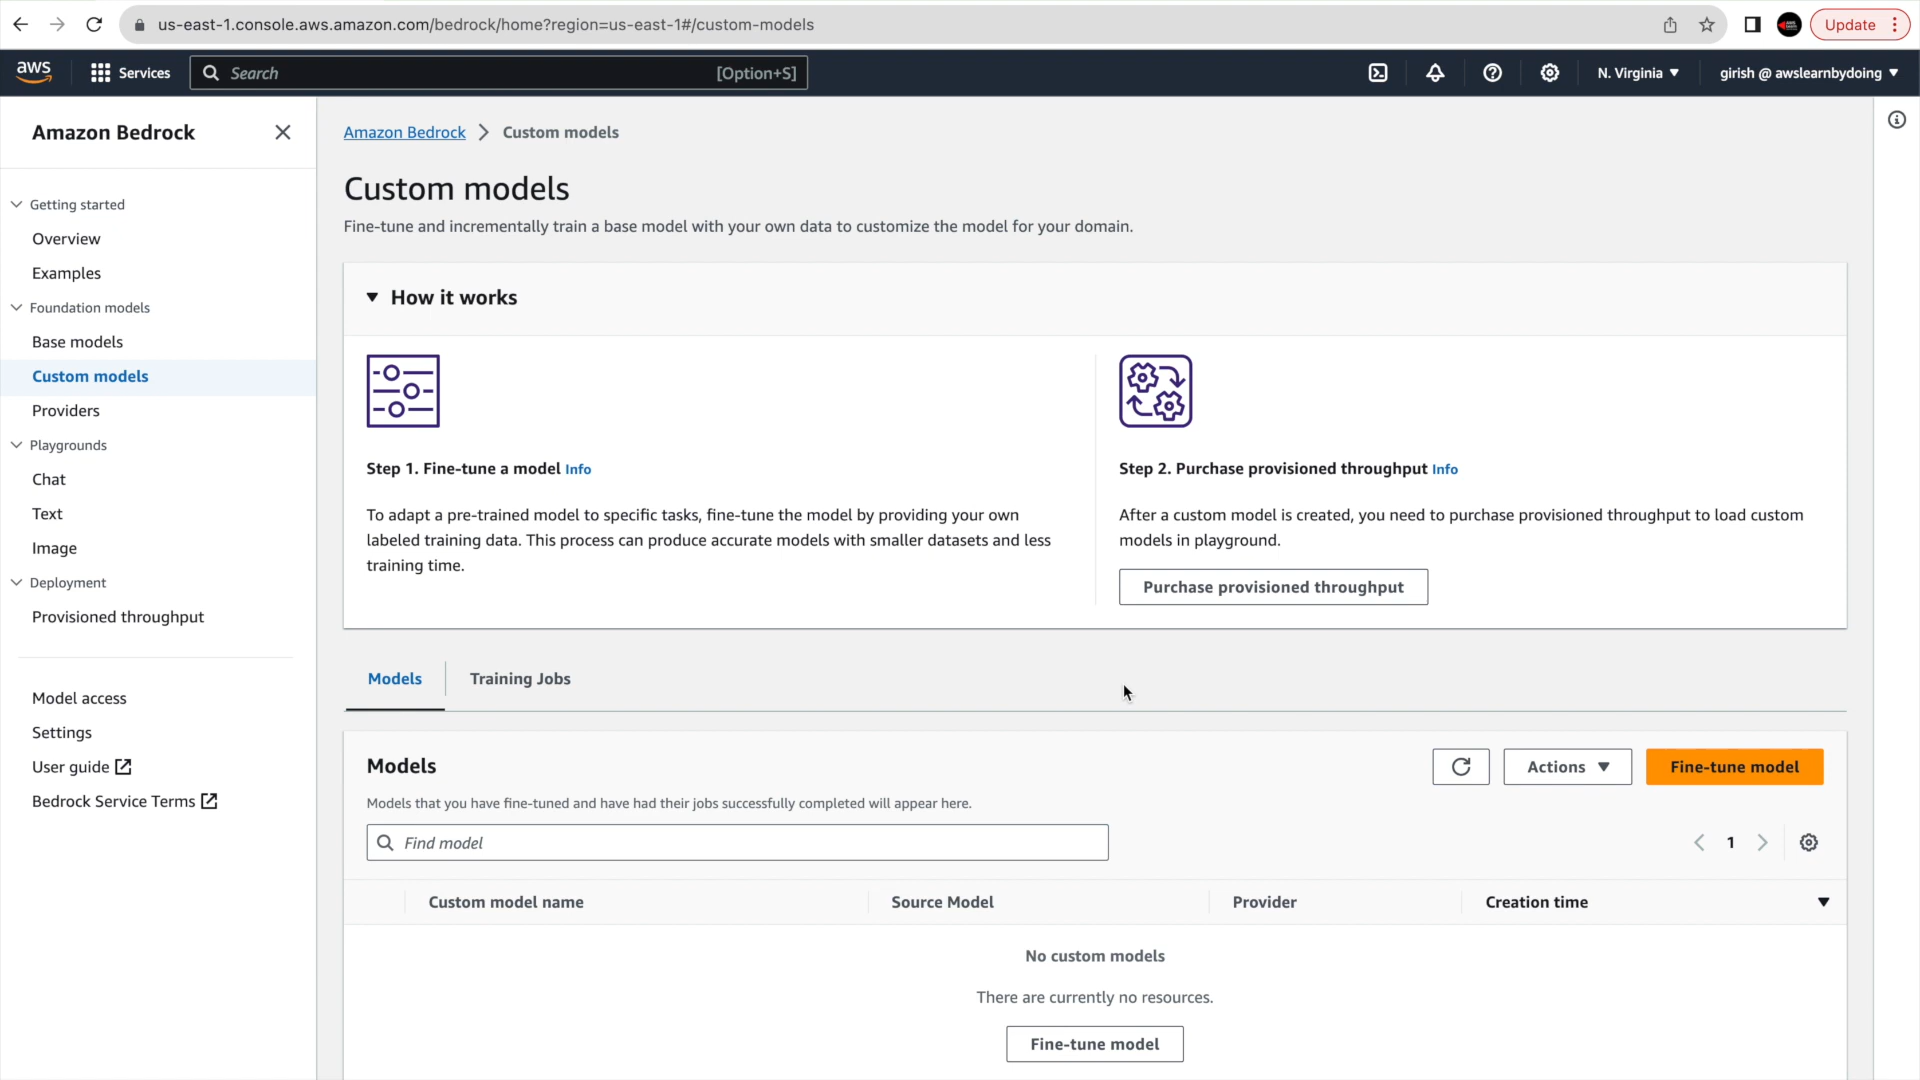 us-east-1.console.aws.amazon.com/bedrock/home?region=us-east-1#/custom-models
Update
aws
Services
Search
[Option+S]
N. Virginia
girish @ awslearnbydoing
Amazon Bedrock
Getting started
Overview
Examples
Foundation models
Base models
Custom models
Providers
Playgrounds
Chat
Text
Image
Deployment
Provisioned throughput
Model access
Settings
User guide
Bedrock Service Terms
Amazon Bedrock
Custom models
Custom models
Fine-tune and incrementally train a base model with your own data to customize the model for your domain.
How it works
Step 1. Fine-tune a model Info
To adapt a pre-trained model to specific tasks, fine-tune the model by providing your own
labeled training data. This process can produce accurate models with smaller datasets and less
training time.
Step 2. Purchase provisioned throughput Info
After a custom model is created, you need to purchase provisioned throughput to load custom
models in playground.
Purchase provisioned throughput
Models
Training Jobs
Models
Actions
Fine-tune model
Models that you have fine-tuned and have had their jobs successfully completed will appear here.
Find model
1
Custom model name
Source Model
Provider
Creation time
No custom models
There are currently no resources.
Fine-tune model